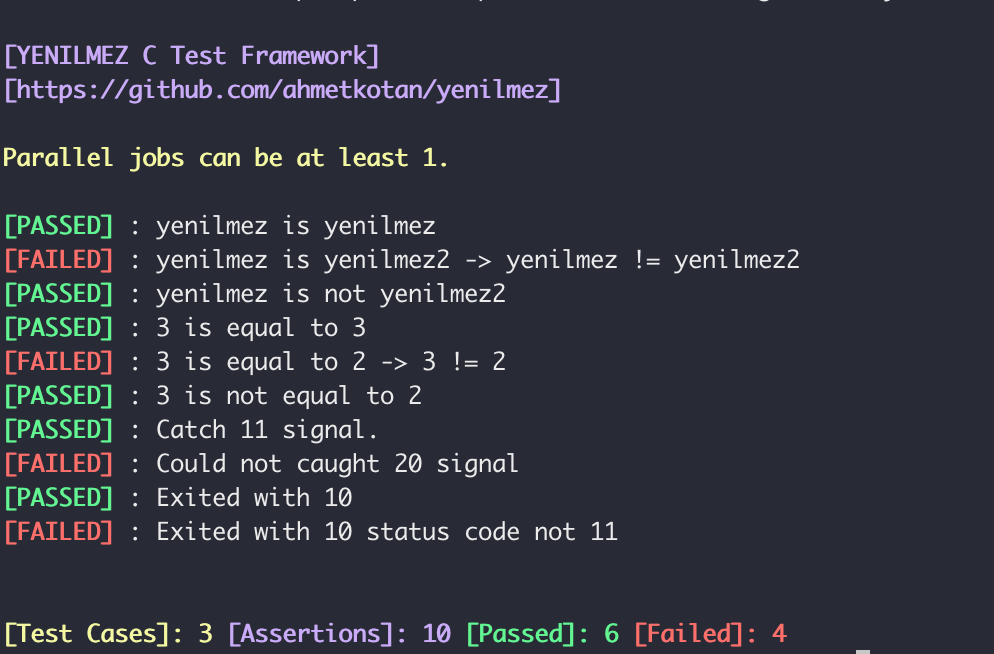 [YENILMEZ C Test Framework]
[https://github.com/ahmetkotan/yenilmez]
Parallel jobs can be at least 1.
[PASSED] : yenilmez is yenilmez
[FAILED] : yenilmez is yenilmez2 -> yenilmez != yenilmez2
[PASSED] : yenilmez is not yenilmez2
[PASSED] : 3 is equal to 3
[FAILED] : 3 is equal to 2 -> 3 != 2
[PASSED] : 3 is not equal to 2
[PASSED] : Catch 11 signal.
[FAILED] : Could not caught 20 signal
[PASSED] : Exited with 10
[FAILED] : Exited with 10 status code not 11
[Test Cases]: 3 [Assertions]: 10 [Passed]: 6 [Failed]: 4